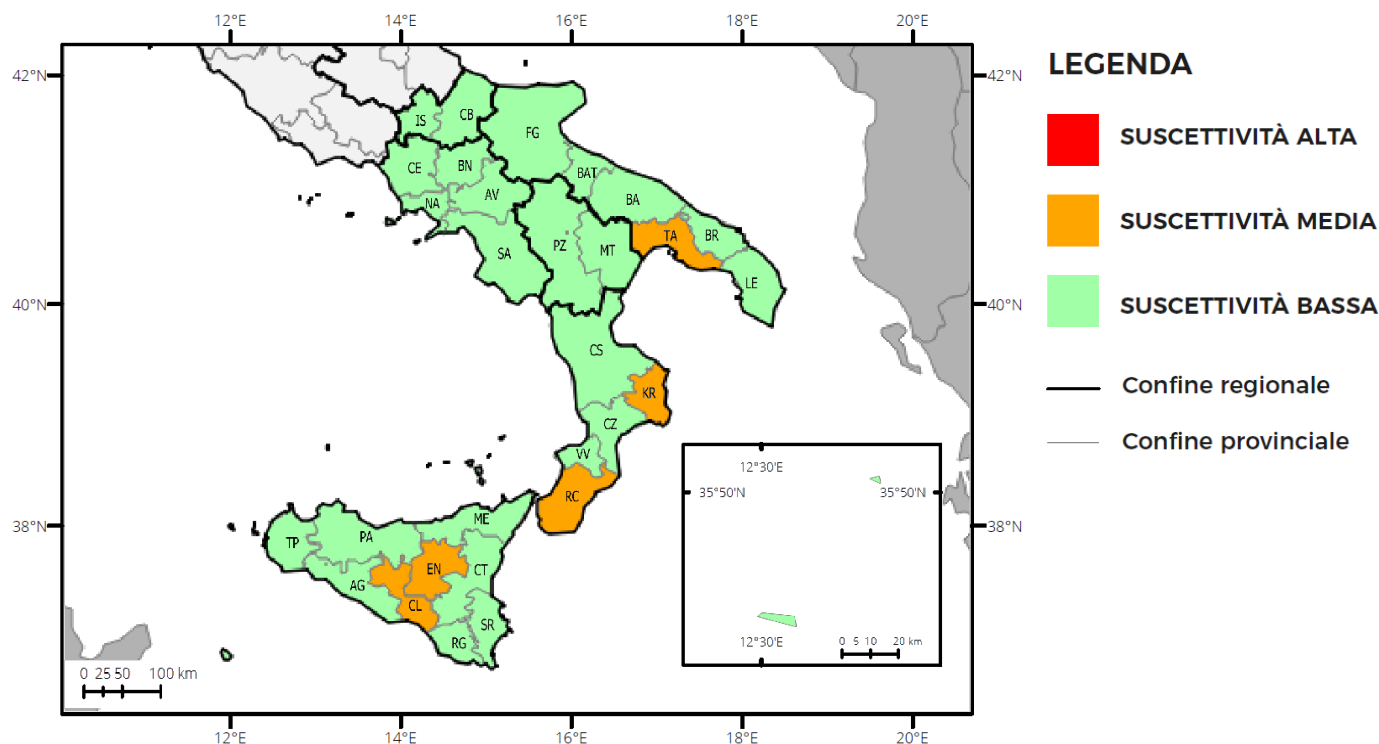 12°E 14°E 16°E 18°E 20°E
42°N 42°N
LEGENDA
SUSCETTIVITÀ ALTA
SUSCETTIVITÀ MEDIA
SUSCETTIVITÀ BASSA
Confine regionale
Confine provinciale
IS CB
FG
CE BN
BAT
AV
NA BA
TA BR
PZ MT
SA
LE
40°N 40°N
CS
KR
CZ
VV
RC
12°30'E
35°50'N 35°50'N
12°30'E
0 5 10 20 km
38°N 38°N
ME
PA
TP
EN CT
AG
CL
SR
RG
0 25 50 100 km
12°E 14°E 16°E 18°E 20°E